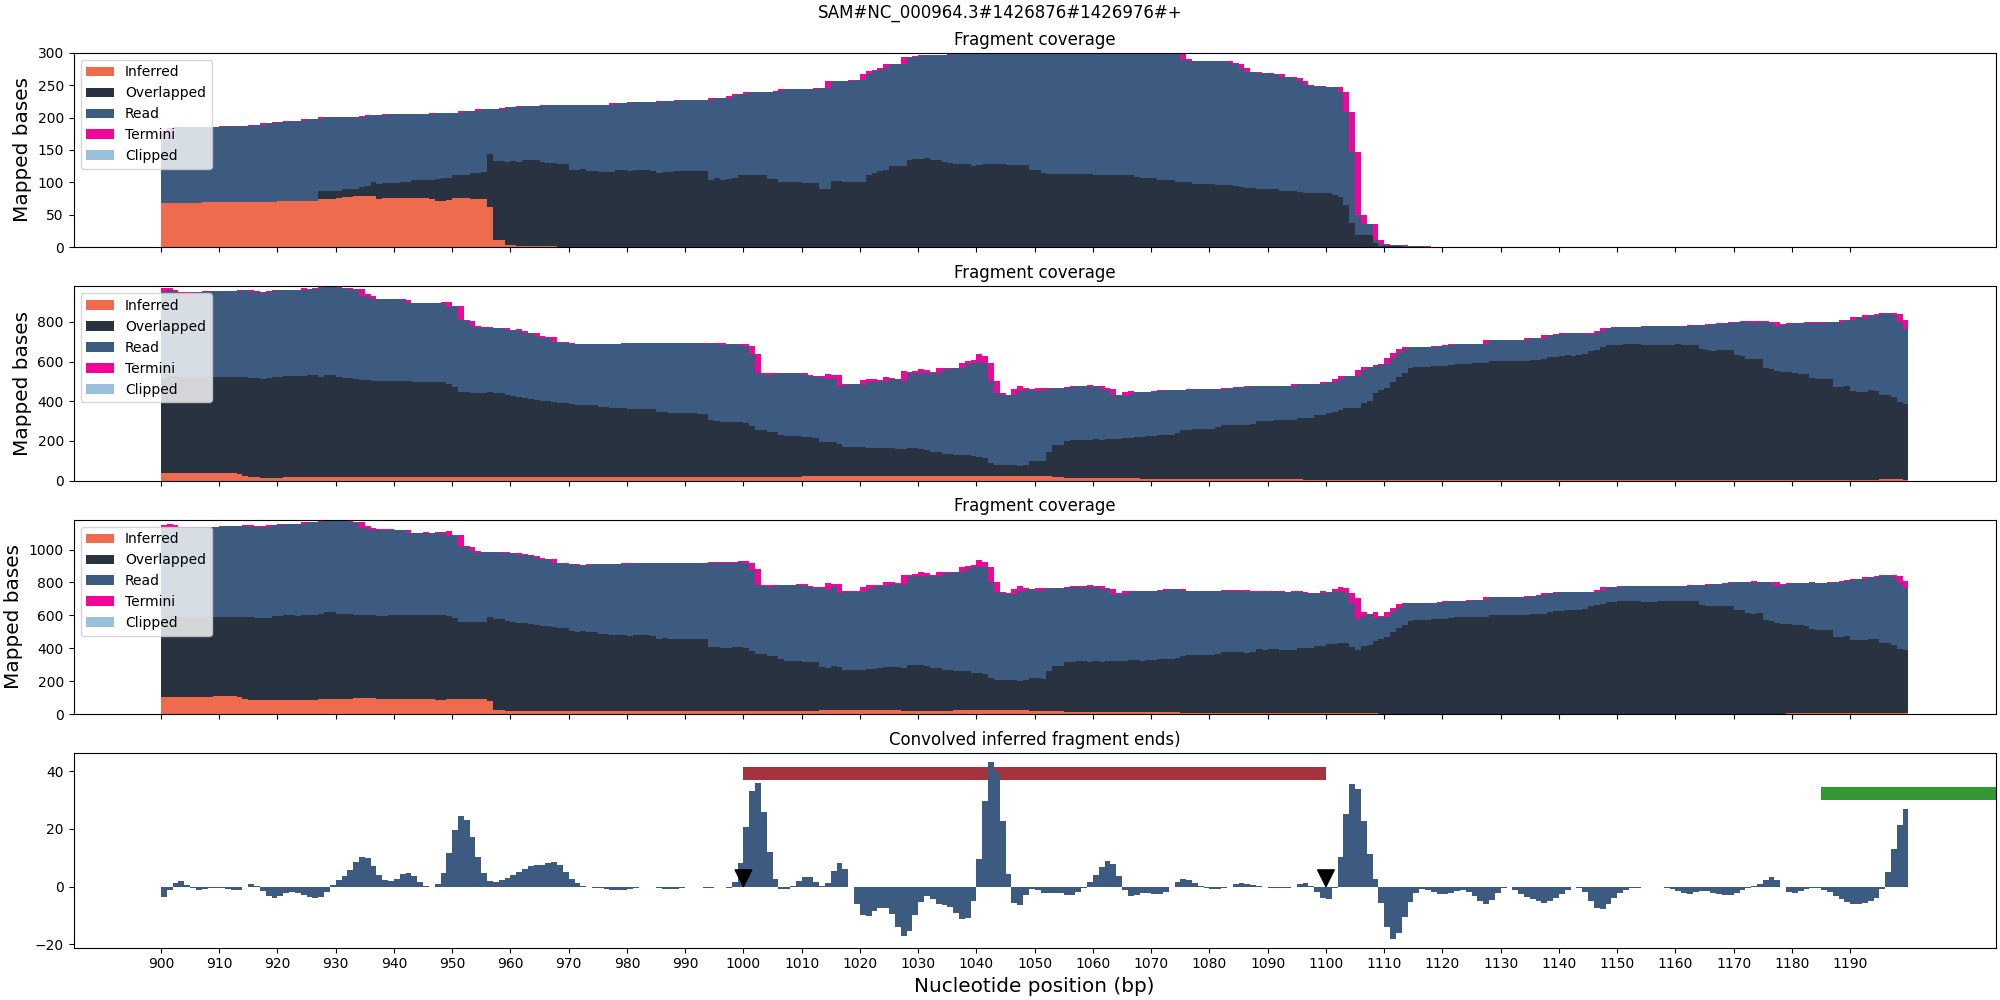 SAM#NC_000964.3#1426876#1426976#+
Fragment coverage
Mapped bases
300
250
200
150
100
50
0
Inferred
Overlapped
Read
Termini
Clipped
Fragment coverage
Mapped bases
800
600
400
200
0
Inferred
Overlapped
Read
Termini
Clipped
Fragment coverage
Mapped bases
1000
800
600
400
200
0
Inferred
Overlapped
Read
Termini
Clipped
Convolved inferred fragment ends)
40
20
0
−20
900 910 920 930 940 950 960 970 980 990 1000 1010 1020 1030 1040 1050 1060 1070 1080 1090 1100 1110 1120 1130 1140 1150 1160 1170 1180 1190
Nucleotide position (bp)